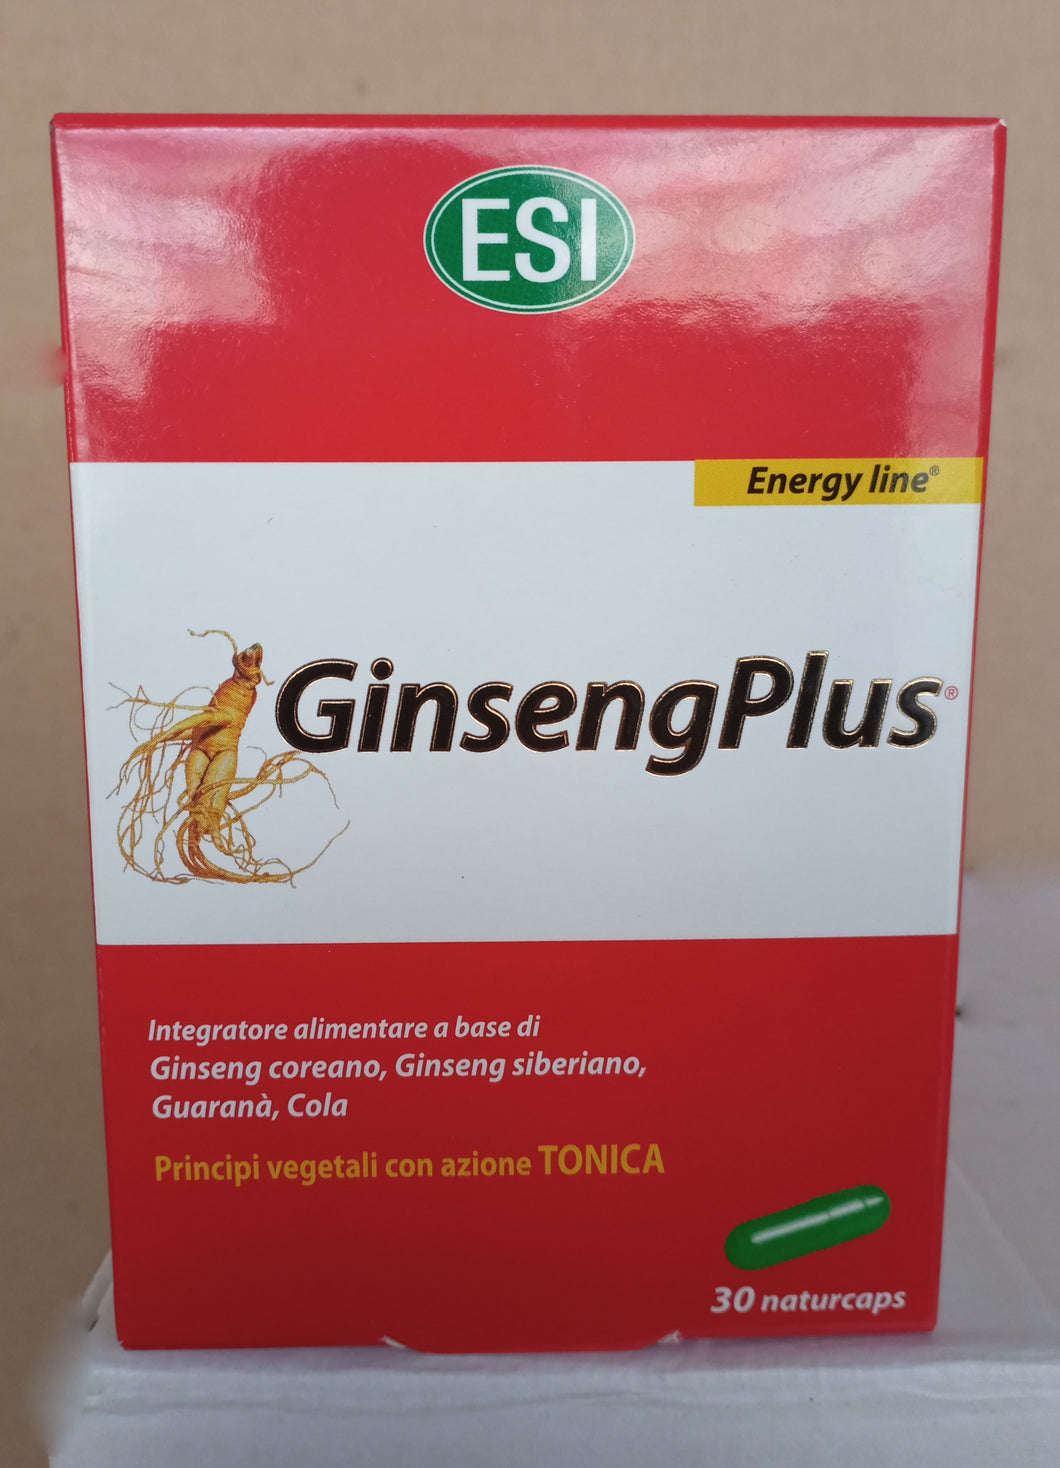 ESI
Energy line®
GinsengPlus®
Integratore alimentare a base di
Ginseng coreano, Ginseng siberiano,
Guaranà, Cola
Principi vegetali con azione TONICA
30 naturcaps